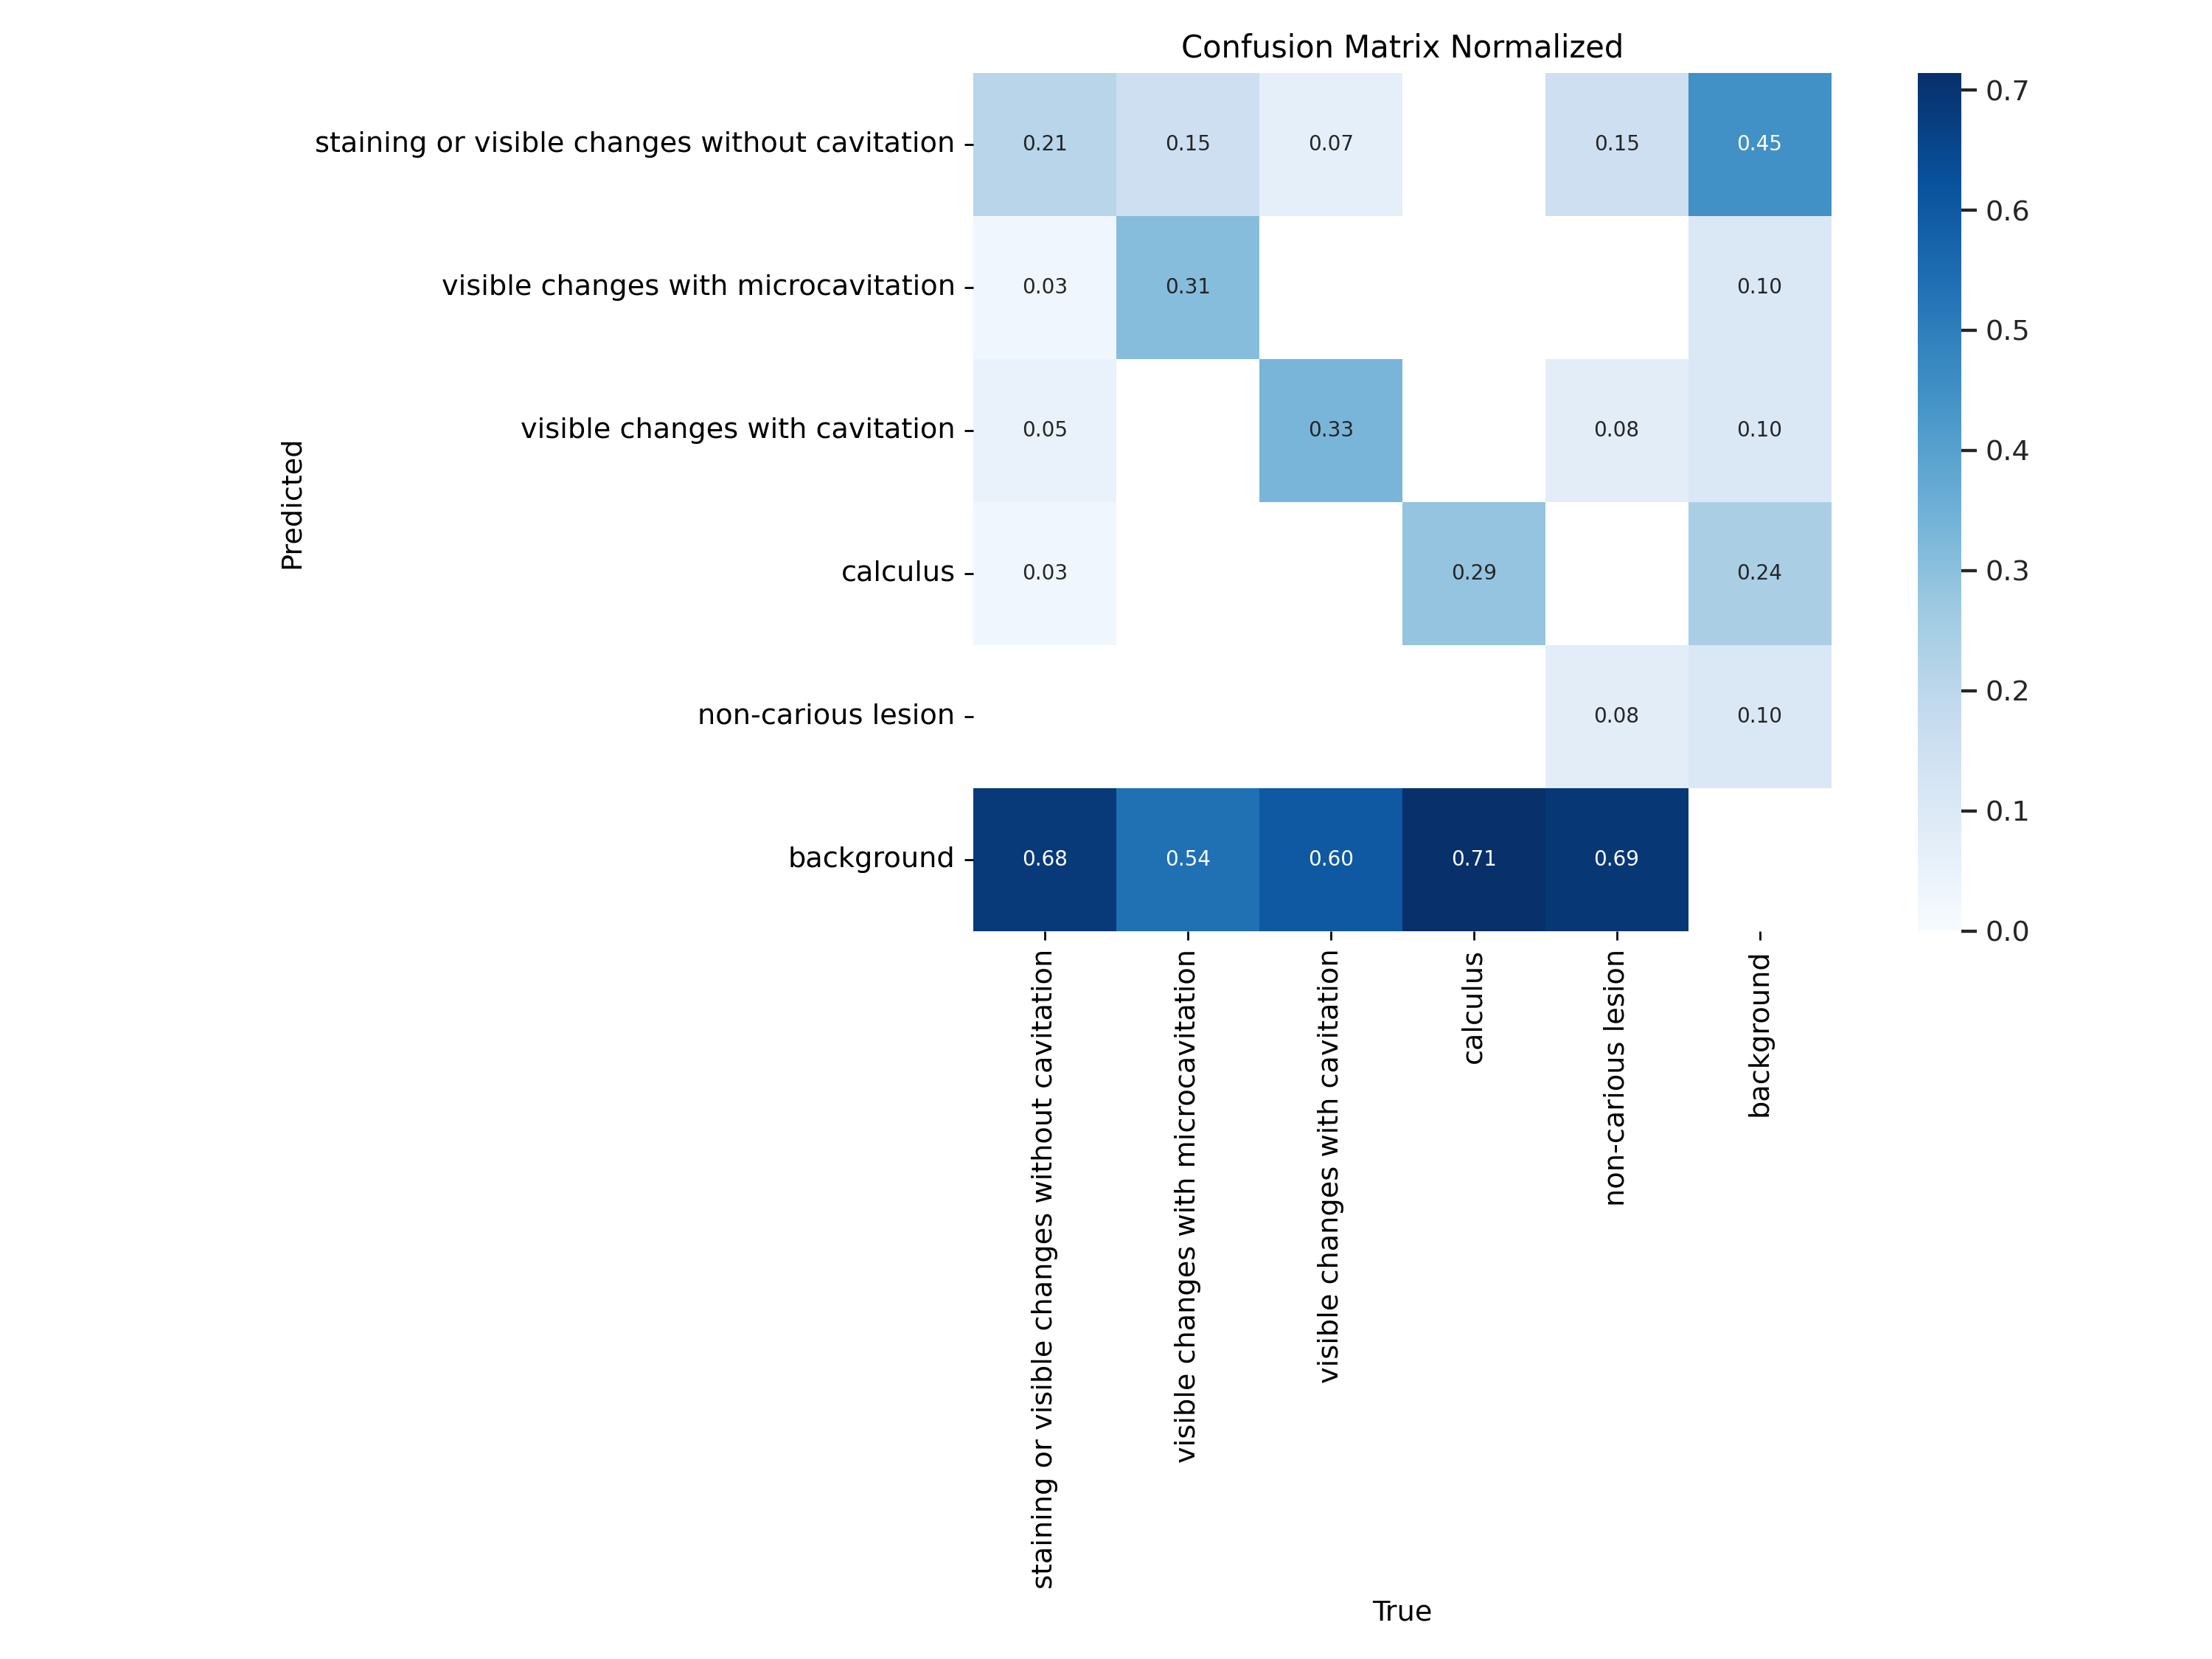 Confusion Matrix Normalized
staining or visible changes without cavitation 0.21 0.15 0.07 0.15 0.45
visible changes with microcavitation 0.03 0.31 0.10
visible changes with cavitation 0.05 0.33 0.08 0.10
calculus 0.03 0.29 0.24
non-carious lesion 0.08 0.10
background 0.68 0.54 0.60 0.71 0.69
Predicted
staining or visible changes without cavitation
visible changes with microcavitation
visible changes with cavitation
calculus
non-carious lesion
background
True
0.7
0.6
0.5
0.4
0.3
0.2
0.1
0.0